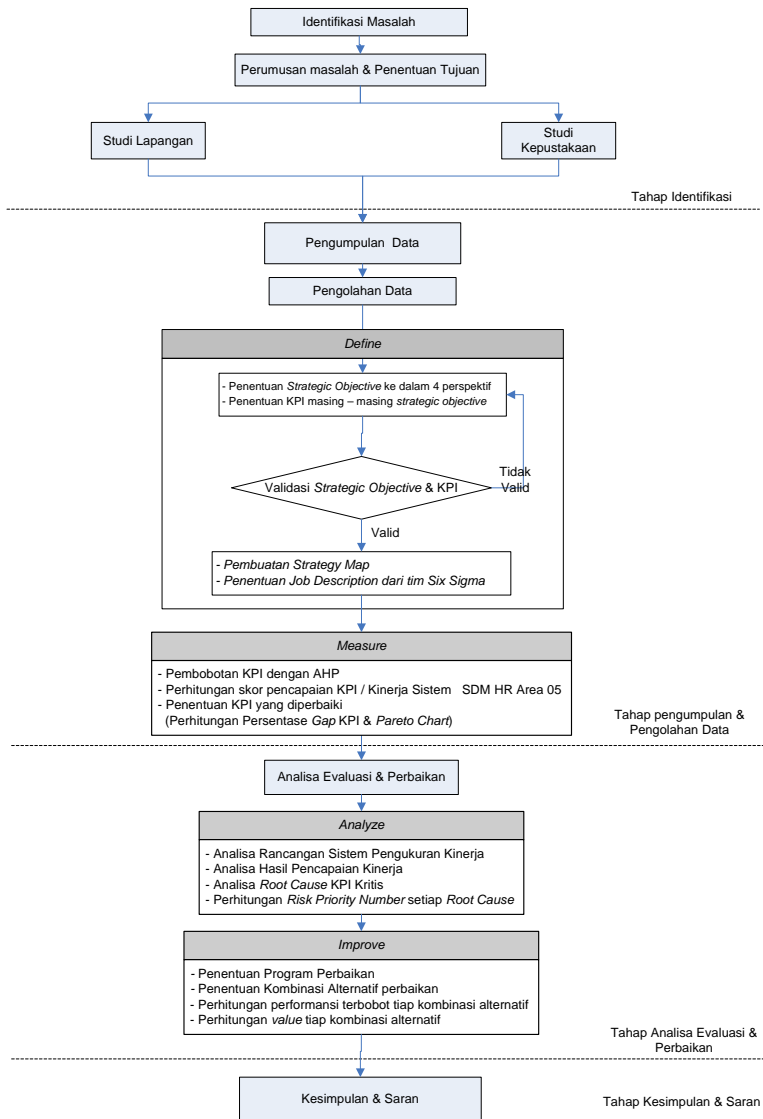 Identifikasi Masalah
Perumusan masalah & Penentuan Tujuan
Studi Lapangan
Studi
Kepustakaan
Tahap Identifikasi
Pengumpulan Data
Pengolahan Data
Define
- Penentuan Strategic Objective ke dalam 4 perspektif
- Penentuan KPI masing – masing strategic objective
Validasi Strategic Objective & KPI
Tidak
Valid
Valid
- Pembuatan Strategy Map
- Penentuan Job Description dari tim Six Sigma
Measure
- Pembobotan KPI dengan AHP
- Perhitungan skor pencapaian KPI / Kinerja Sistem SDM HR Area 05
- Penentuan KPI yang diperbaiki
(Perhitungan Persentase Gap KPI & Pareto Chart)
Tahap pengumpulan &
Pengolahan Data
Analisa Evaluasi & Perbaikan
Analyze
- Analisa Rancangan Sistem Pengukuran Kinerja
- Analisa Hasil Pencapaian Kinerja
- Analisa Root Cause KPI Kritis
- Perhitungan Risk Priority Number setiap Root Cause
Improve
- Penentuan Program Perbaikan
- Penentuan Kombinasi Alternatif perbaikan
- Perhitungan performansi terbobot tiap kombinasi alternatif
- Perhitungan value tiap kombinasi alternatif
Tahap Analisa Evaluasi &
Perbaikan
Kesimpulan & Saran
Tahap Kesimpulan & Saran